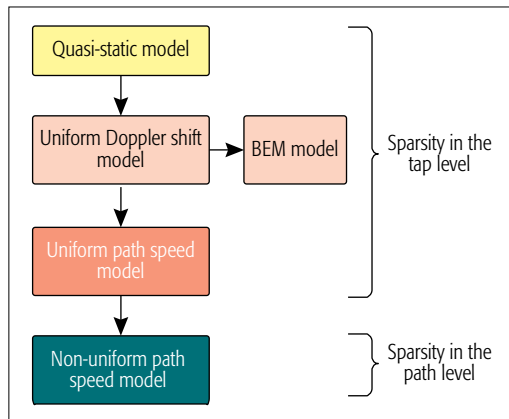 Quasi-static model
Uniform Doppler shift
model
BEM model
Sparsity in the
tap level
Uniform path speed
model
Non-uniform path
speed model
Sparsity in the
path level